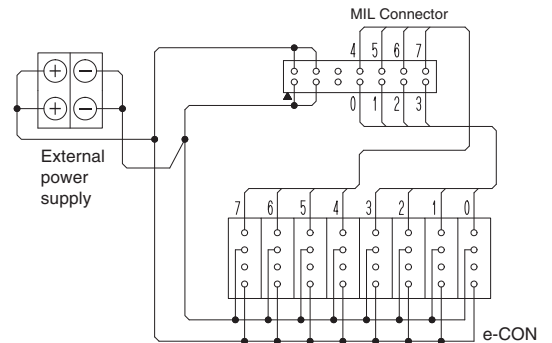 MIL Connector
4 5 6 7
+ −
+ −
0 1 2 3
External
power
supply
7 6 5 4 3 2 1 0
e-CON